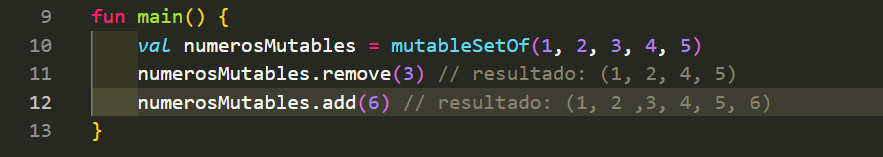 9 fun main() {
10 val numerosMutables = mutableSetOf(1, 2, 3, 4, 5)
11 numerosMutables.remove(3) // resultado: (1, 2, 4, 5)
12 numerosMutables.add(6) // resultado: (1, 2 ,3, 4, 5, 6)
13 }